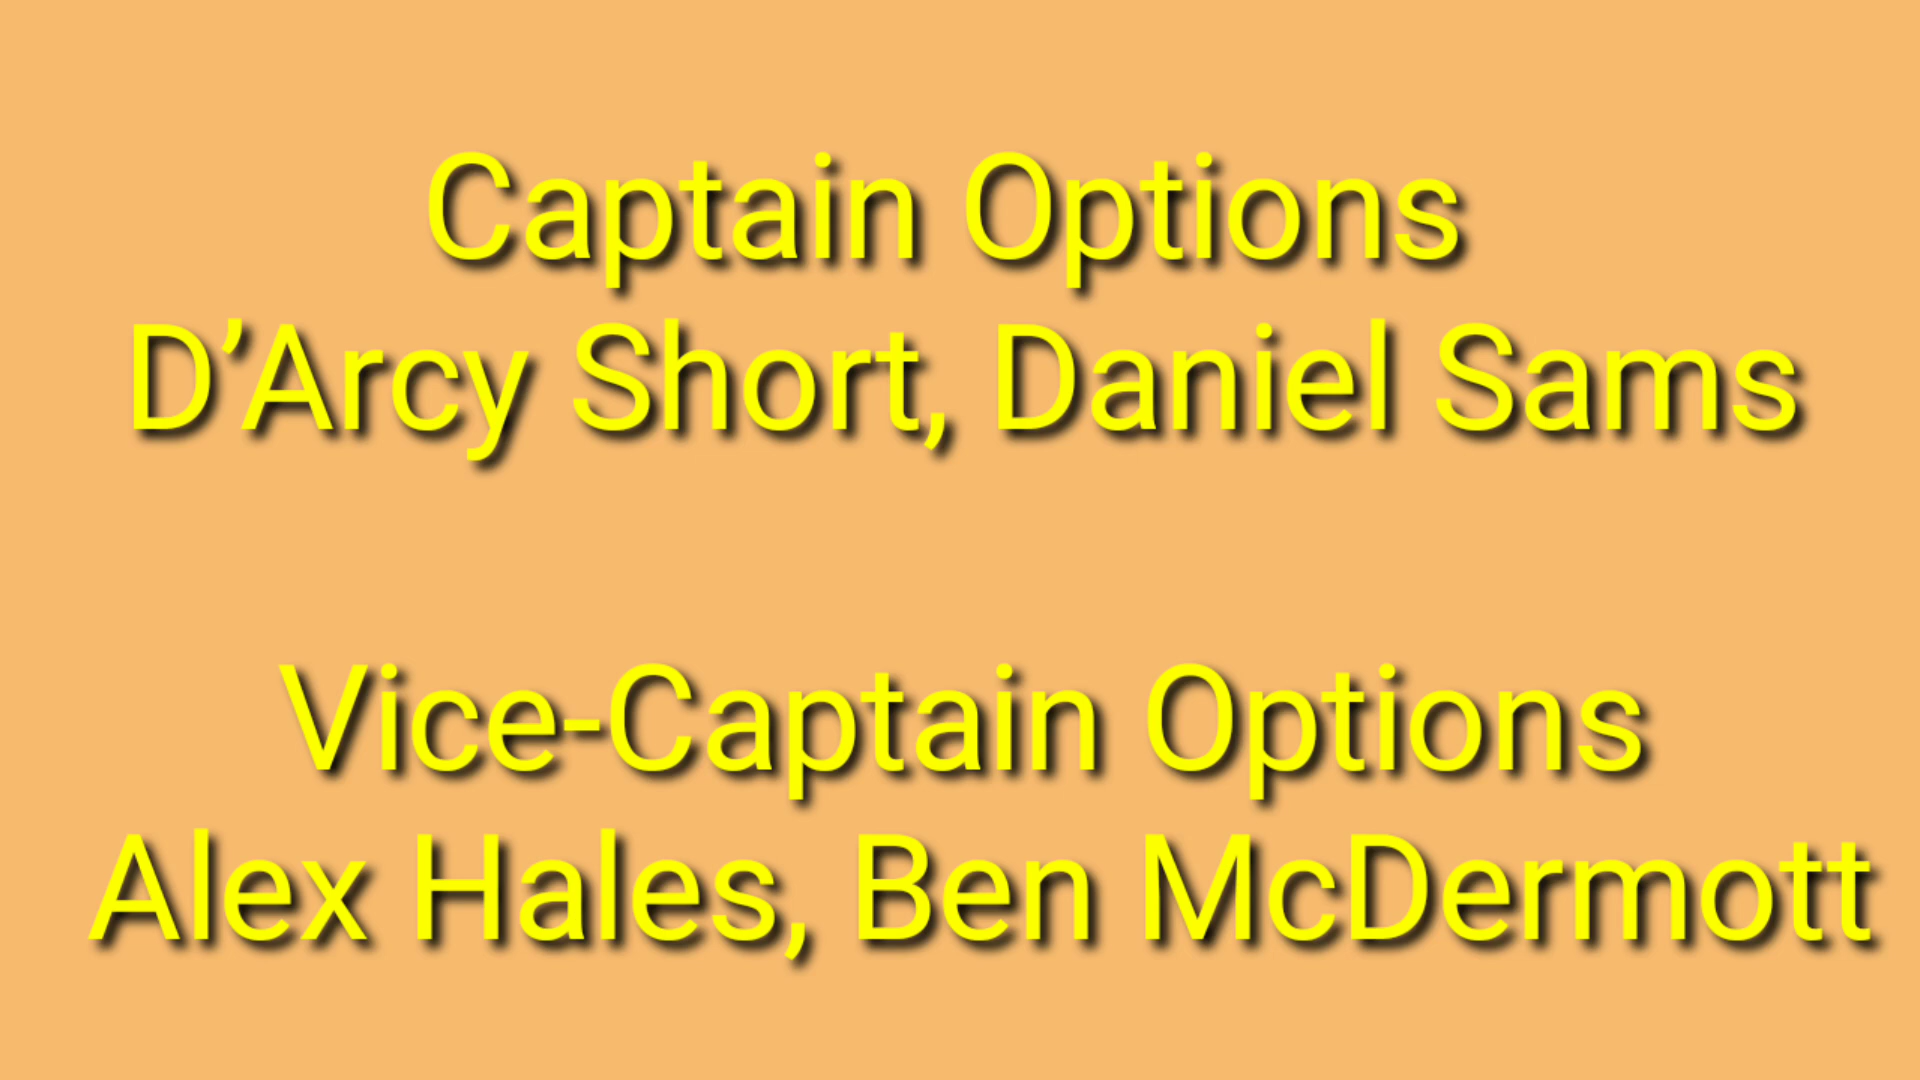 Captain Options
D’Arcy Short, Daniel Sams
Vice-Captain Options
Alex Hales, Ben McDermott